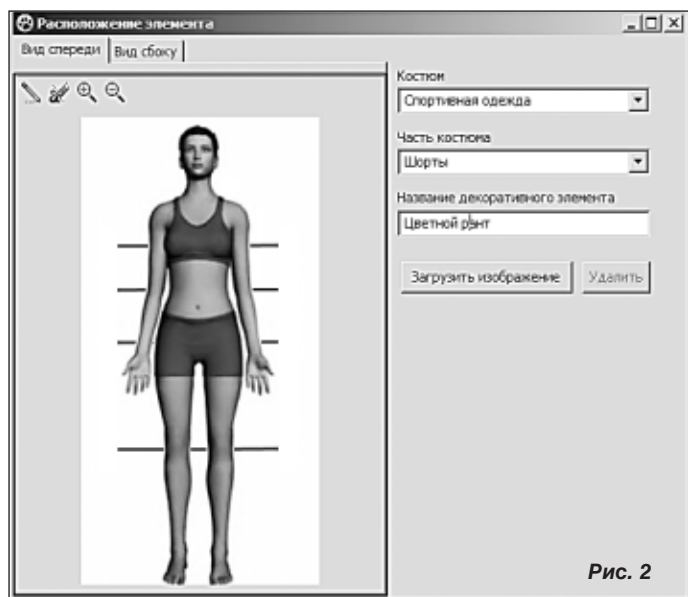 Расположение элемента
Вид спереди Вид сбоку
Костюм
Спортивная одежда
Часть костюма
Шорты
Название декоративного элемента
Цветной рант
Загрузить изображение Удалить
Рис. 2